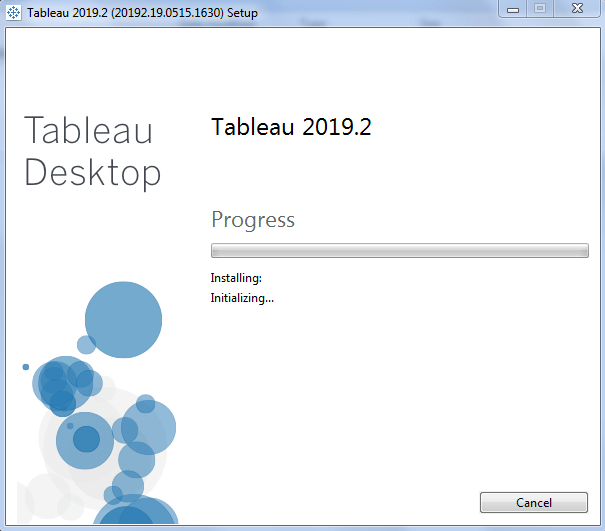 Tableau 2019.2 (20192.19.0515.1630) Setup
Tableau
Desktop
Tableau 2019.2
Progress
Installing:
Initializing...
Cancel